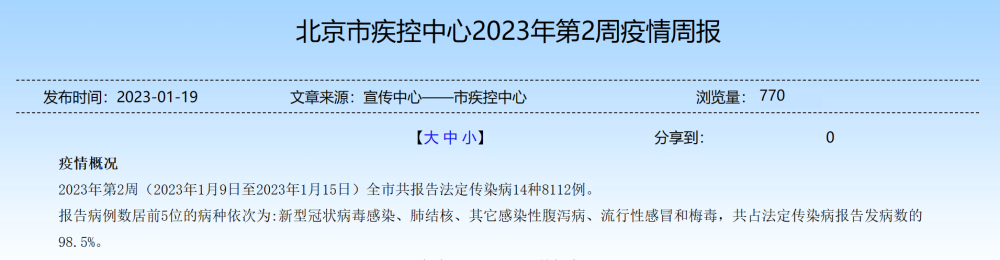 北京市疾控中心2023年第2周疫情周报
发布时间：2023-01-19 文章来源：宣传中心——市疾控中心 浏览量：770
【大 中 小】 分享到： 0
疫情概况
2023年第2周（2023年1月9日至2023年1月15日）全市共报告法定传染病14种8112例。
报告病例数居前5位的病种依次为:新型冠状病毒感染、肺结核、其它感染性腹泻病、流行性感冒和梅毒，共占法定传染病报告发病数的
98.5%。